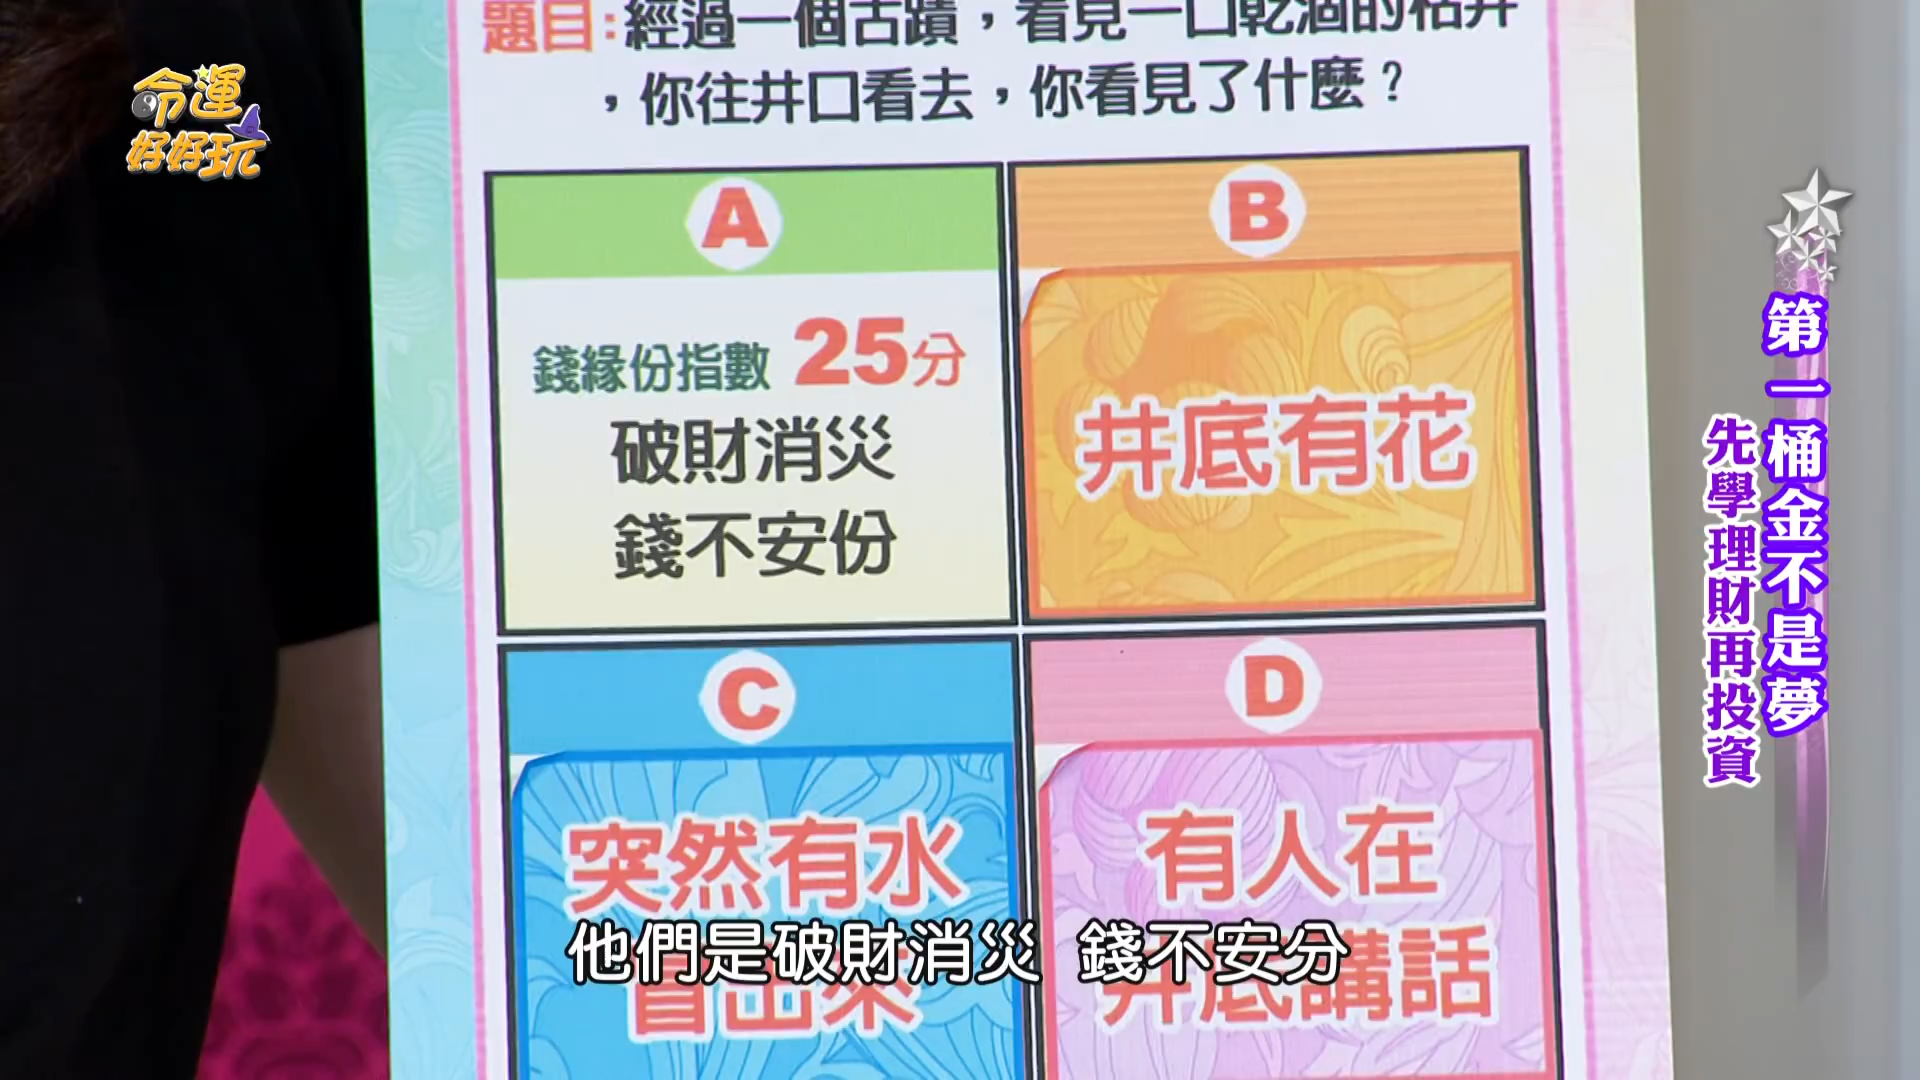 題目:經過一個古蹟,看見一口乾涸的枯井
,你往井口看去,你看見了什麼?
命運
好好玩
A
錢緣份指數 25分
破財消災
錢不安份
B
井底有花
C
突然有水
冒出來
D
有人在
井底講話
第一桶金不是夢
先學理財再投資
他們是破財消災 錢不安分